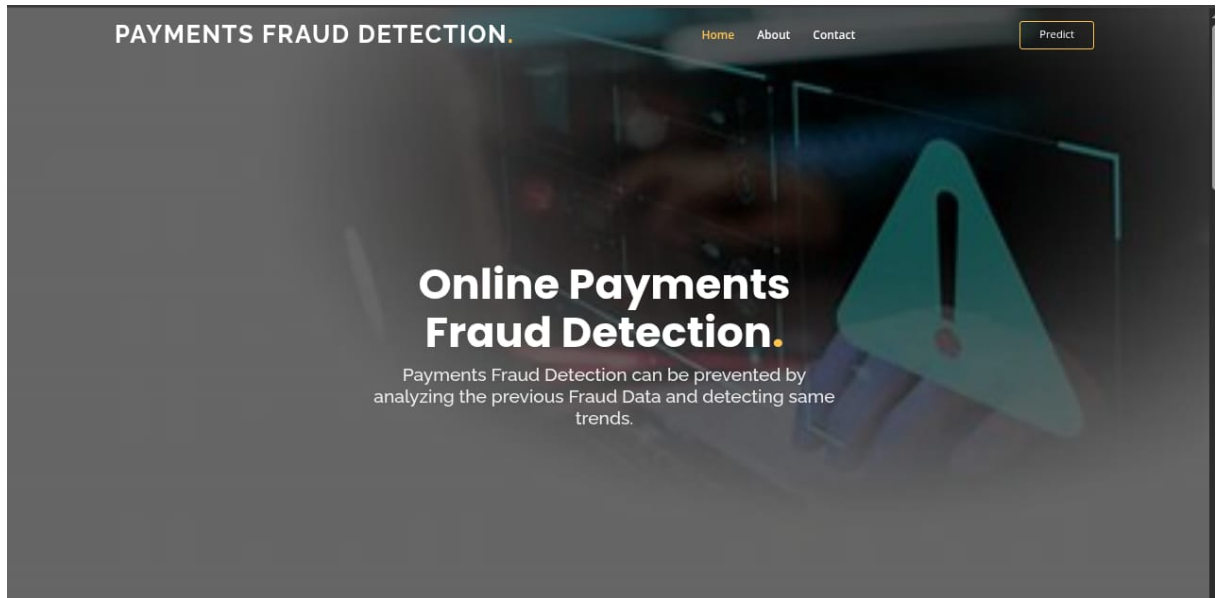 PAYMENTS FRAUD DETECTION.
Home About Contact
Predict
Online Payments
Fraud Detection.
Payments Fraud Detection can be prevented by
analyzing the previous Fraud Data and detecting same
trends.